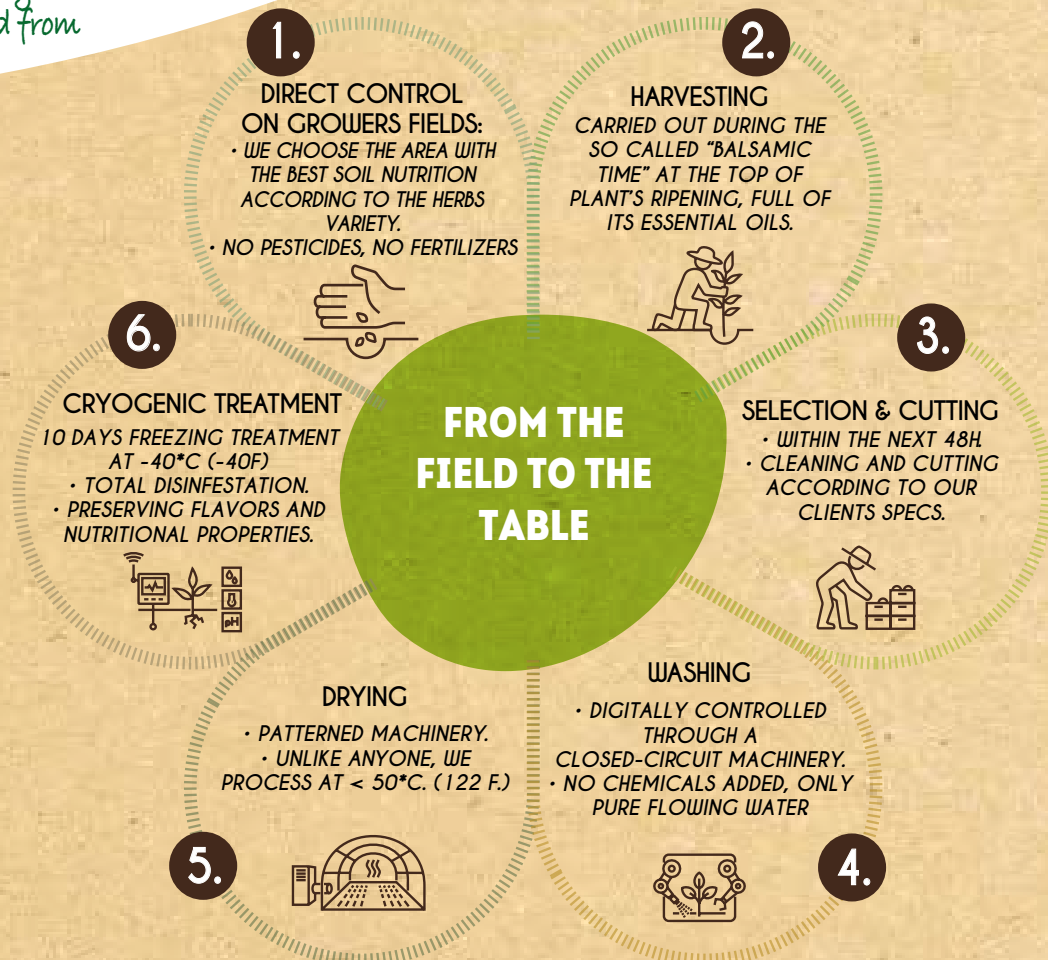 d from
1.
DIRECT CONTROL
ON GROWERS FIELDS:
• WE CHOOSE THE AREA WITH
THE BEST SOIL NUTRITION
ACCORDING TO THE HERBS
VARIETY.
• NO PESTICIDES, NO FERTILIZERS
2.
HARVESTING
CARRIED OUT DURING THE
SO CALLED “BALSAMIC
TIME” AT THE TOP OF
PLANT’S RIPENING, FULL OF
ITS ESSENTIAL OILS.
3.
SELECTION & CUTTING
• WITHIN THE NEXT 48H.
• CLEANING AND CUTTING
ACCORDING TO OUR
CLIENTS SPECS.
FROM THE
FIELD TO THE
TABLE
WASHING
• DIGITALLY CONTROLLED
THROUGH A
CLOSED-CIRCUIT MACHINERY.
• NO CHEMICALS ADDED, ONLY
PURE FLOWING WATER
4.
DRYING
• PATTERNED MACHINERY.
• UNLIKE ANYONE, WE
PROCESS AT < 50*C. (122 F.)
5.
6.
CRYOGENIC TREATMENT
10 DAYS FREEZING TREATMENT
AT -40*C (-40F)
• TOTAL DISINFESTATION.
• PRESERVING FLAVORS AND
NUTRITIONAL PROPERTIES.
pH